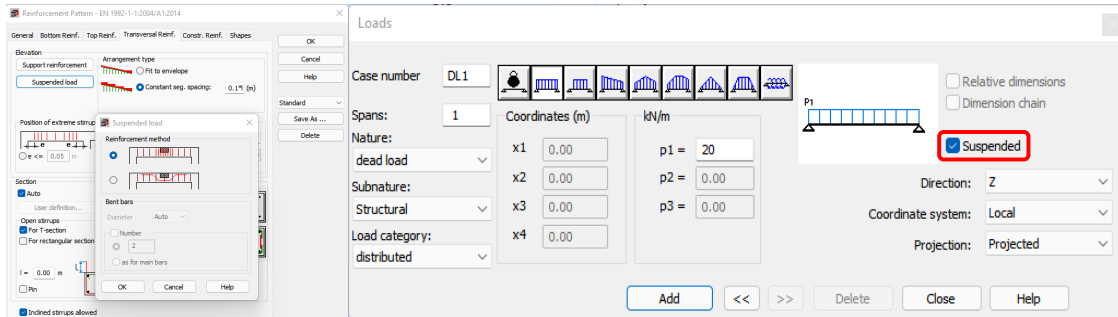 Reinforcement Pattern - EN 1992-1-1:2004/A1:2014
General Bottom Reinf. Top Reinf. Transversal Reinf. Constr. Reinf. Shapes
Elevation
Support reinforcement
Suspended load
Arrangement type
Fit to envelope
Constant seg. spacing: 0.1 (m)
Position of extreme stirrup
e <= 0.05 m
Section
Auto
User definition...
Open stirrups
For T-section
For rectangular section
l = 0.00 m
Pin
Inclined stirrups allowed
OK
Cancel
Help
Standard
Save As ...
Delete
Suspended load
Reinforcement method
Bent bars
Diameter Auto
Number
2
as for main bars
OK Cancel Help
Loads
Case number DL1
Spans: 1
Nature:
dead load
Subnature:
Structural
Load category:
distributed
Coordinates (m)
x1 0.00
x2 0.00
x3 0.00
x4 0.00
kN/m
p1 = 20
p2 = 0.00
p3 = 0.00
P1
Relative dimensions
Dimension chain
Suspended
Direction: Z
Coordinate system: Local
Projection: Projected
Add << >> Delete Close Help